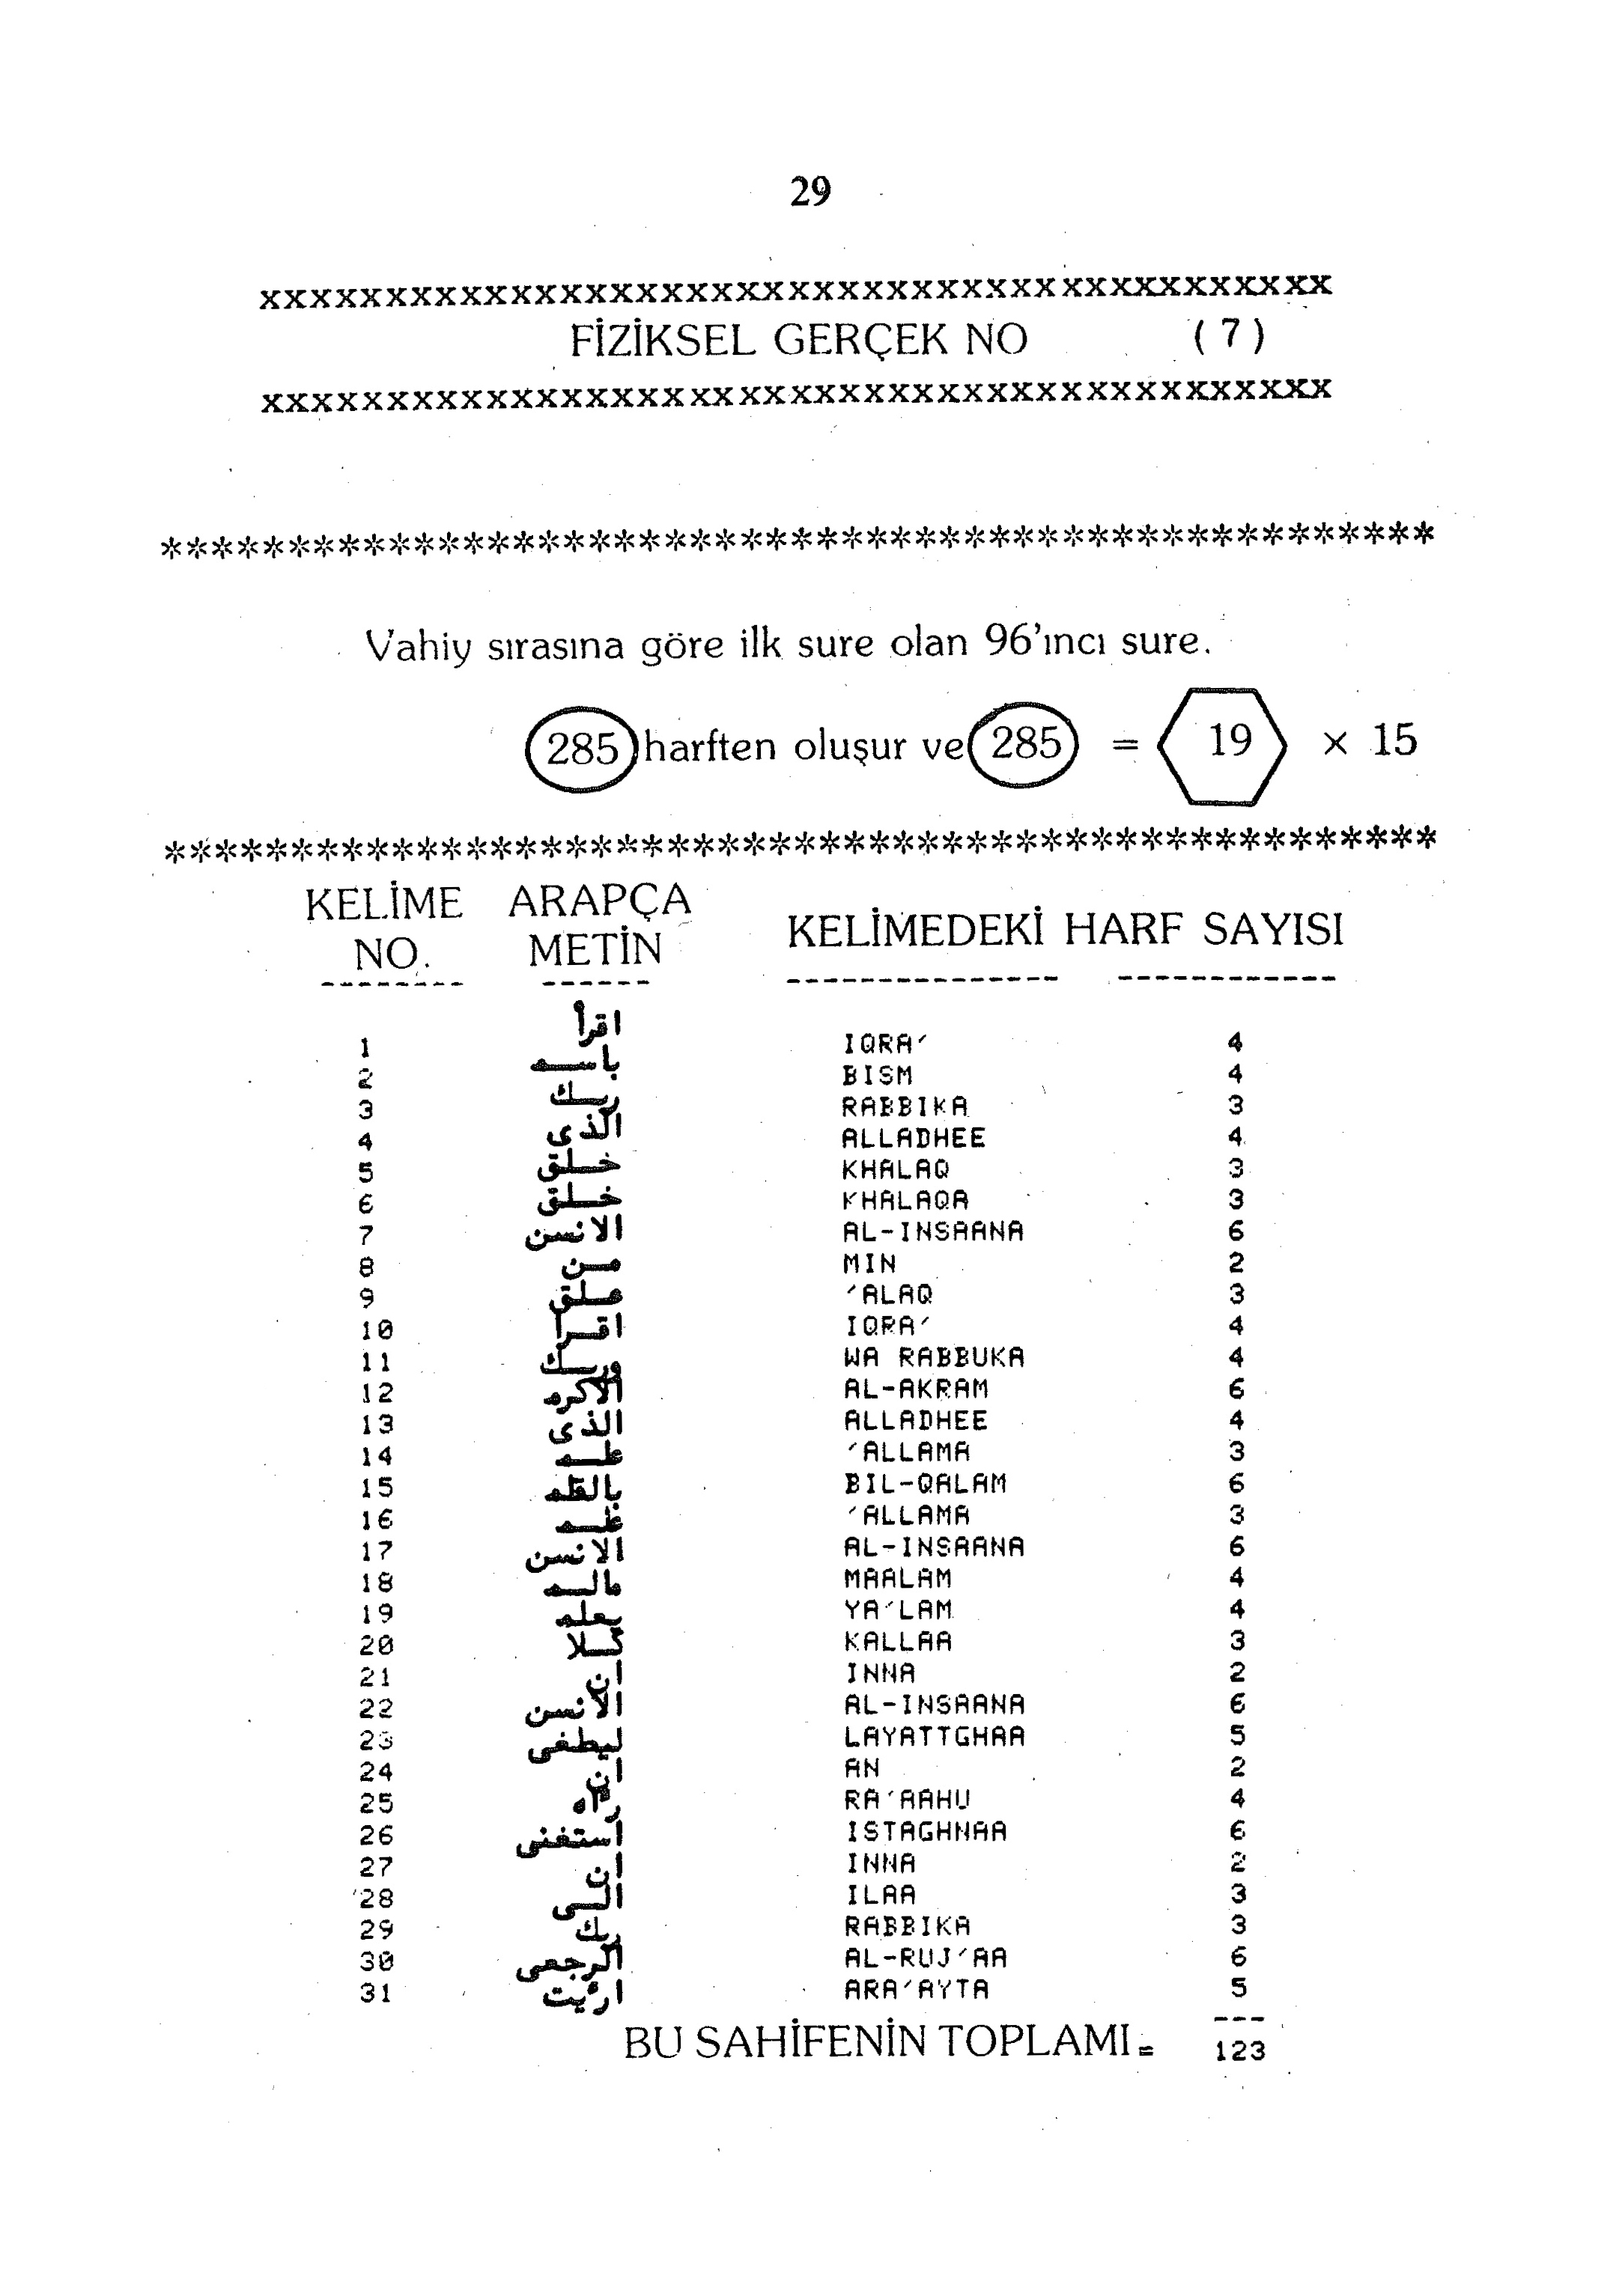 29
xxxxxxxxxxxxxxxxxxxxxxxxxxxxxxxxxxxxxxxxxxx
FİZİKSEL GERÇEK NO (7)
xxxxxxxxxxxxxxxxxxxxxxxxxxxxxxxxxxxxxxxxxxx
***************************************************
Vahiy sırasına göre ilk sure olan 96'ıncı sure.
285 harften oluşur ve 285 = 19 x 15
***************************************************
KELİME NO. ARAPÇA METİN KELİMEDEKİ HARF SAYISI
1 اقرأ IQRA' 4
2 باسم BISM 4
3 ربك RABBIKA 3
4 الذى ALLADHEE 4
5 خلق KHALAQ 3
6 خلق KHALAQA 3
7 الانسن AL-INSAANA 6
8 من MIN 2
9 علق 'ALAQ 3
10 اقرأ IQRA' 4
11 وربك WA RABBUKA 4
12 الاكرم AL-AKRAM 6
13 الذى ALLADHEE 4
14 علم 'ALLAMA 3
15 بالقلم BIL-QALAM 6
16 علم 'ALLAMA 3
17 الانسن AL-INSAANA 6
18 مالم MAALAM 4
19 يعلم YA'LAM 4
20 كلا KALLAA 3
21 ان INNA 2
22 الانسن AL-INSAANA 6
23 ليطغى LAYATTGHAA 5
24 ان AN 2
25 رءاه RA'AAHU 4
26 استغنى ISTAGHNAA 6
27 ان INNA 2
28 الى ILAA 3
29 ربك RABBIKA 3
30 الرجعى AL-RUJ'AA 6
31 ارءيت ARA'AYTA 5
BU SAHİFENİN TOPLAMI = 123